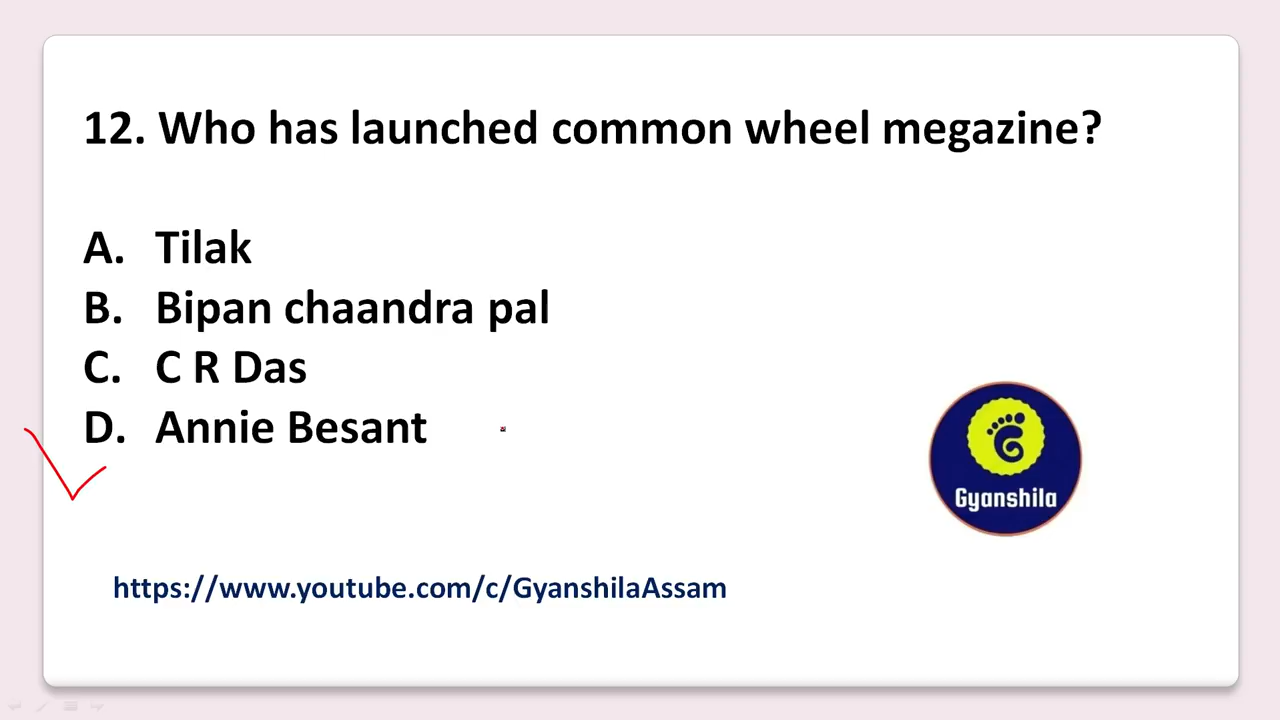 12. Who has launched common wheel megazine?
A. Tilak
B. Bipan chaandra pal
C. C R Das
D. Annie Besant
Gyanshila
https://www.youtube.com/c/GyanshilaAssam